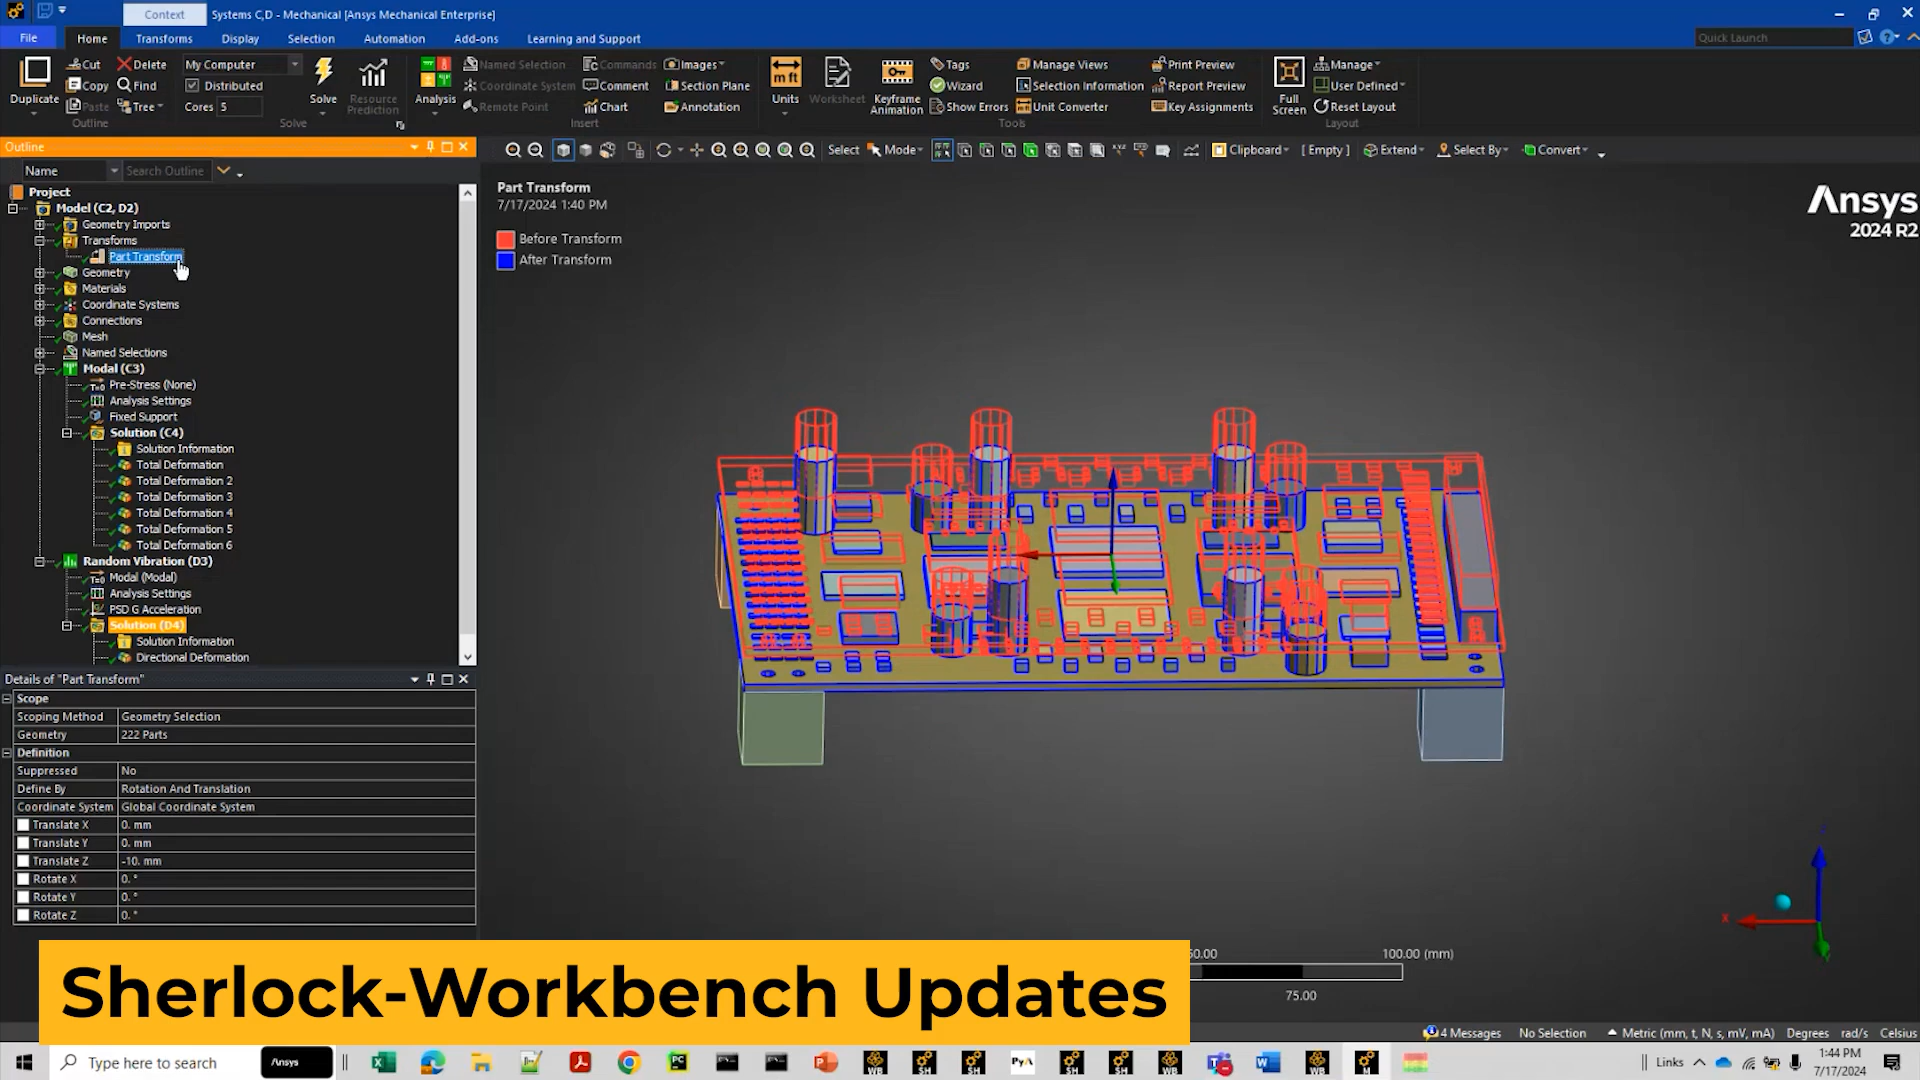 Context
Systems C,D - Mechanical [Ansys Mechanical Enterprise]
File
Home
Transforms
Display
Selection
Automation
Add-ons
Learning and Support
Quick Launch
Duplicate
Cut
Copy
Paste
Delete
Find
Tree
Outline
My Computer
Distributed
Cores 5
Solve
Resource
Prediction
Solve
Analysis
Named Selection
Coordinate System
Remote Point
Commands
Comment
Chart
Images
Section Plane
Annotation
Insert
Units
Worksheet
Keyframe
Animation
Tags
Wizard
Show Errors
Manage Views
Selection Information
Unit Converter
Print Preview
Report Preview
Key Assignments
Tools
Full
Screen
Manage
User Defined
Reset Layout
Layout
Outline
Name
Search Outline
Select
Mode
Clipboard
[ Empty ]
Extend
Select By
Convert
Project
Model (C2, D2)
Geometry Imports
Transforms
Part Transform
Geometry
Materials
Coordinate Systems
Connections
Mesh
Named Selections
Modal (C3)
Pre-Stress (None)
Analysis Settings
Fixed Support
Solution (C4)
Solution Information
Total Deformation
Total Deformation 2
Total Deformation 3
Total Deformation 4
Total Deformation 5
Total Deformation 6
Random Vibration (D3)
Modal (Modal)
Analysis Settings
PSD G Acceleration
Solution (D4)
Solution Information
Directional Deformation
Part Transform
7/17/2024 1:40 PM
Before Transform
After Transform
Ansys
2024 R2
Details of "Part Transform"
Scope
Scoping Method Geometry Selection
Geometry 222 Parts
Definition
Suppressed No
Define By Rotation And Translation
Coordinate System Global Coordinate System
Translate X 0. mm
Translate Y 0. mm
Translate Z -10. mm
Rotate X 0. °
Rotate Y 0. °
Rotate Z 0. °
X
100.00 (mm)
75.00
Sherlock-Workbench Updates
4 Messages
No Selection
Metric (mm, t, N, s, mV, mA)
Degrees
rad/s
Celsius
Type here to search
Ansys
Links
1:44 PM
7/17/2024